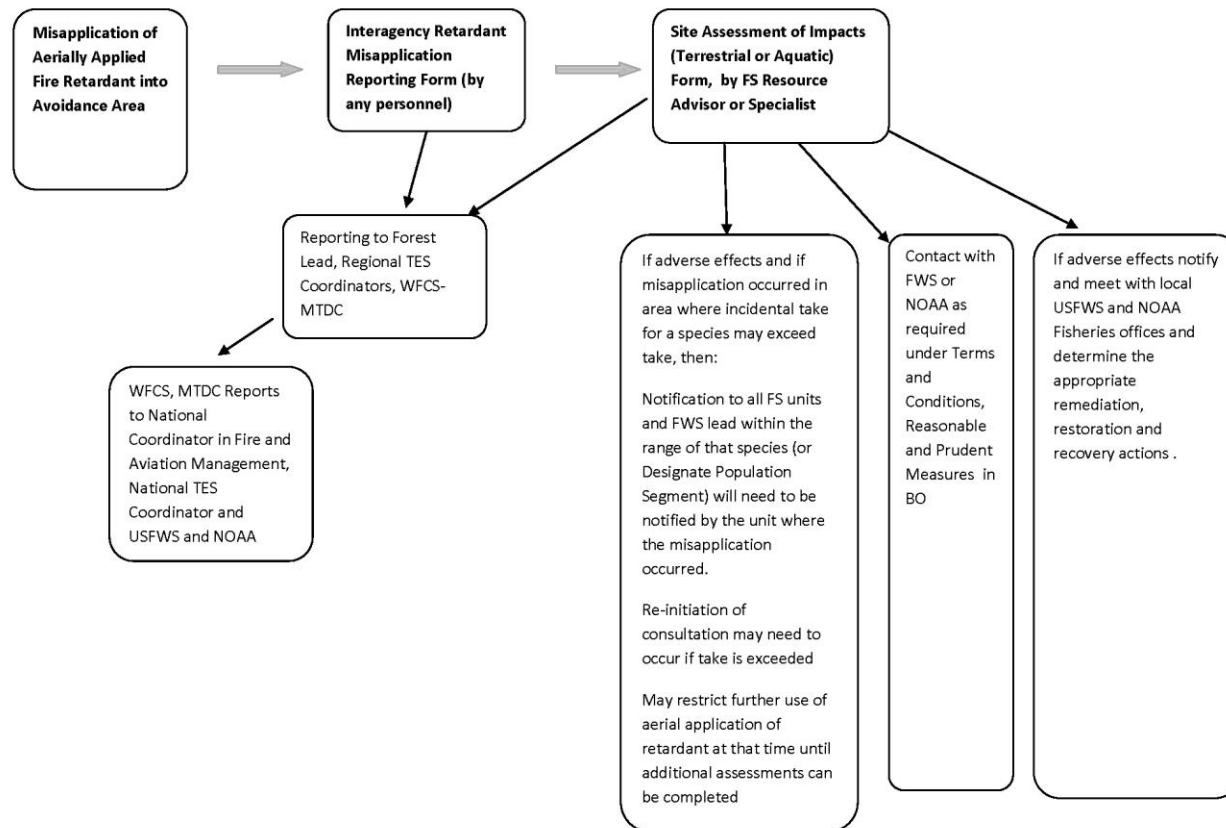 Misapplication of
Aerially Applied
Fire Retardant into
Avoidance Area
Interagency Retardant
Misapplication
Reporting Form (by
any personnel)
Site Assessment of Impacts
(Terrestrial or Aquatic)
Form, by FS Resource
Advisor or Specialist
Reporting to Forest
Lead, Regional TES
Coordinators, WFCS-
MTDC
WFCS, MTDC Reports
to National
Coordinator in Fire and
Aviation Management,
National TES
Coordinator and
USFWS and NOAA
If adverse effects and if
misapplication occurred in
area where incidental take
for a species may exceed
take, then:
Notification to all FS units
and FWS lead within the
range of that species (or
Designate Population
Segment) will need to be
notified by the unit where
the misapplication
occurred.
Re-initiation of
consultation may need to
occur if take is exceeded
May restrict further use of
aerial application of
retardant at that time until
additional assessments can
be completed
Contact with
FWS or
NOAA as
required
under Terms
and
Conditions,
Reasonable
and Prudent
Measures in
BO
If adverse effects notify
and meet with local
USFWS and NOAA
Fisheries offices and
determine the
appropriate
remediation,
restoration and
recovery actions .